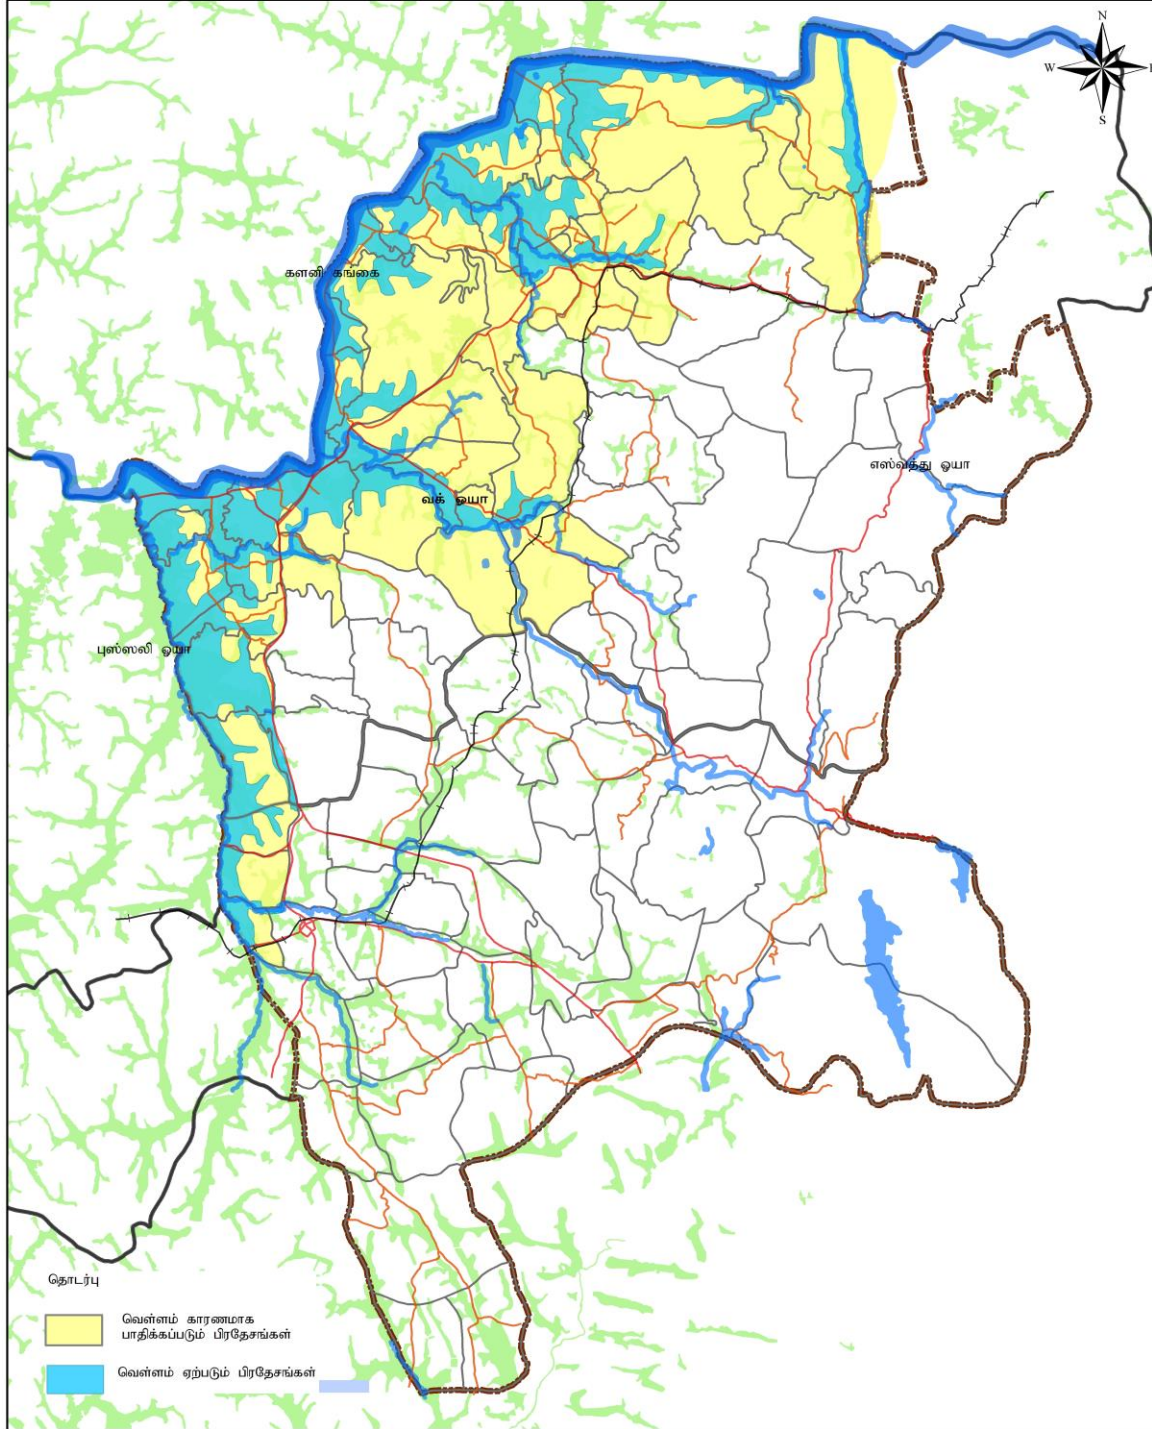 N
W
E
S
களனி கங்கை
எஸ்வத்து ஓயா
வக் ஓயா
புஸ்ஸலி ஓயா
தொடர்பு
வெள்ளம் காரணமாக
பாதிக்கப்படும் பிரதேசங்கள்
வெள்ளம் ஏற்படும் பிரதேசங்கள்